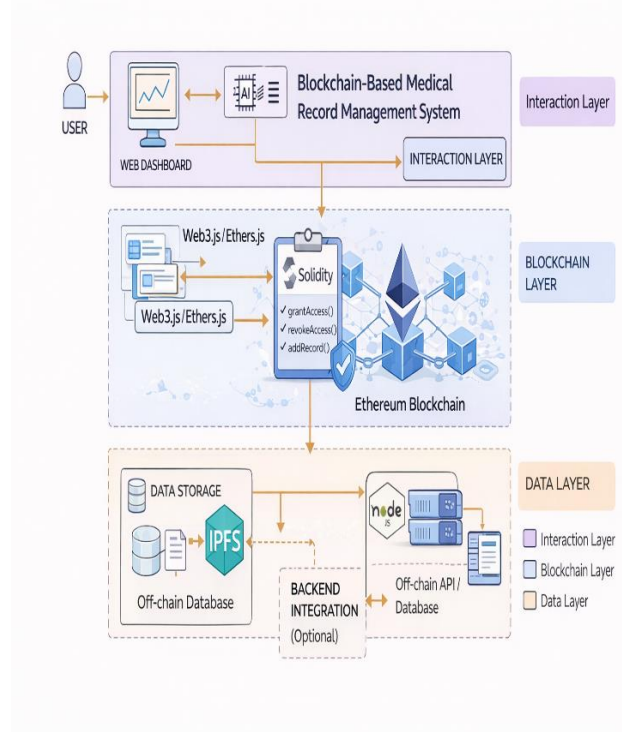 USER
WEB DASHBOARD
AI
Blockchain-Based Medical
Record Management System
INTERACTION LAYER
Interaction Layer
Web3.js/Ethers.js
Web3.js/Ethers.js
Solidity
✓ grantAccess()
✓ revokeAccess()
✓ addRecord()
Ethereum Blockchain
BLOCKCHAIN
LAYER
DATA STORAGE
IPFS
Off-chain Database
BACKEND
INTEGRATION
(Optional)
node
JS
Off-chain API /
Database
DATA LAYER
Interaction Layer
Blockchain Layer
Data Layer